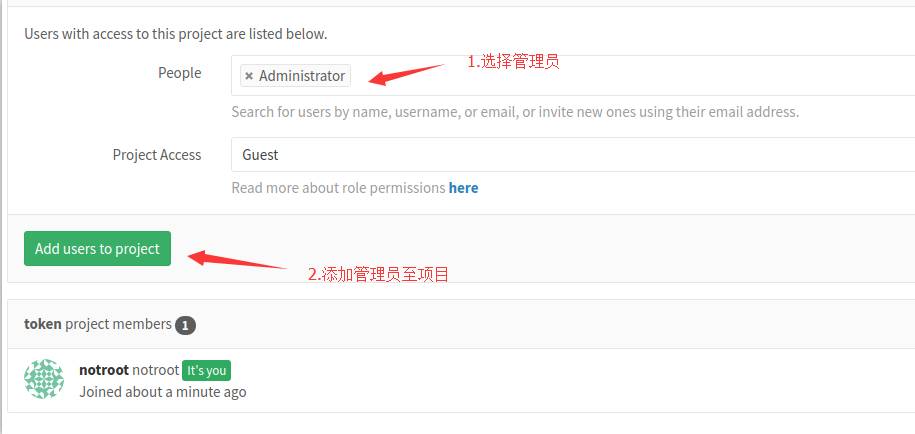 Users with access to this project are listed below.
People
× Administrator
1.选择管理员
Search for users by name, username, or email, or invite new ones using their email address.
Project Access
Guest
Read more about role permissions here
Add users to project
2.添加管理员至项目
token project members 1
notroot notroot It's you
Joined about a minute ago